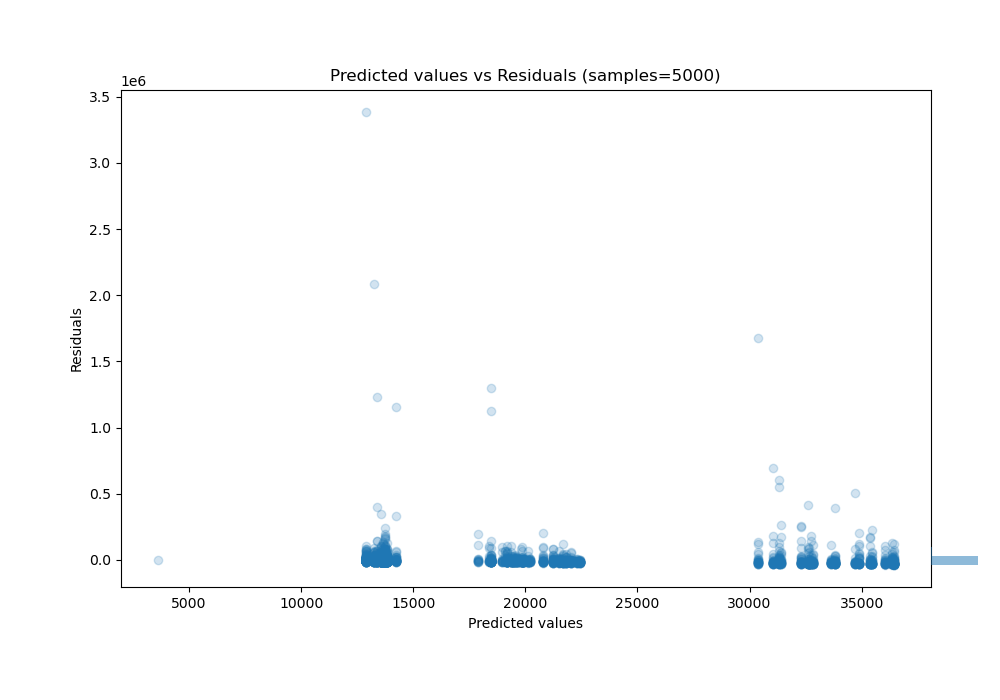 Predicted values vs Residuals (samples=5000)
1e6
3.5
3.0
2.5
2.0
1.5
1.0
0.5
0.0
Residuals
5000 10000 15000 20000 25000 30000 35000
Predicted values